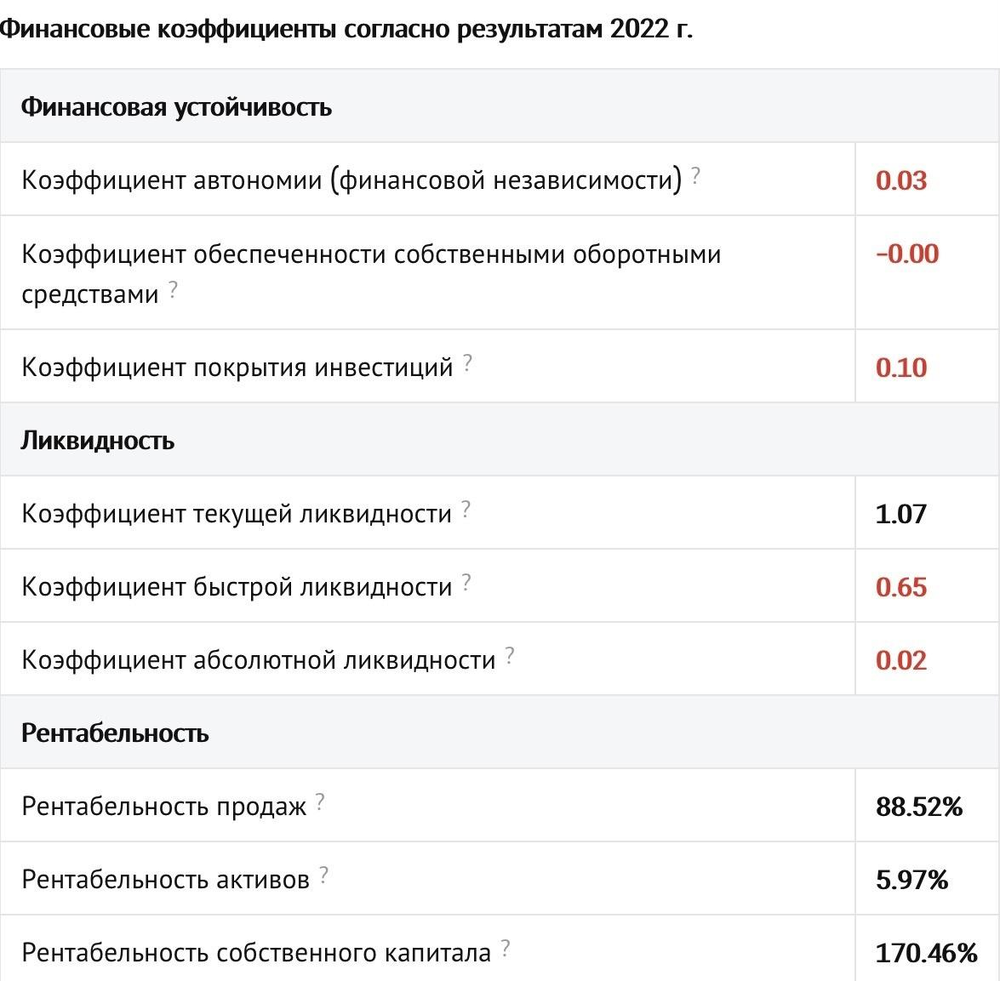 Финансовые коэффициенты согласно результатам 2022 г.
Финансовая устойчивость
Коэффициент автономии (финансовой независимости) ? 0.03
Коэффициент обеспеченности собственными оборотными −0.00
средствами ?
Коэффициент покрытия инвестиций ? 0.10
Ликвидность
Коэффициент текущей ликвидности ? 1.07
Коэффициент быстрой ликвидности ? 0.65
Коэффициент абсолютной ликвидности ? 0.02
Рентабельность
Рентабельность продаж ? 88.52%
Рентабельность активов ? 5.97%
Рентабельность собственного капитала ? 170.46%